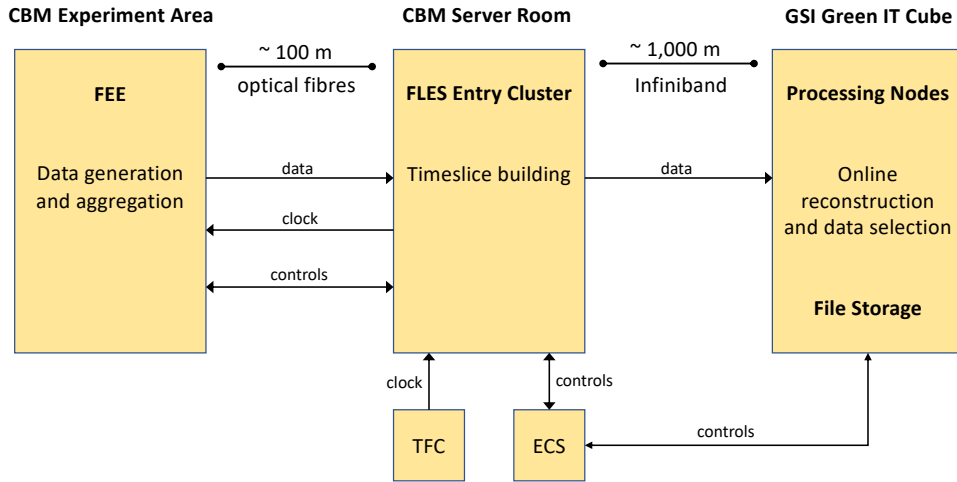 CBM Experiment Area
CBM Server Room
GSI Green IT Cube
~ 100 m
optical fibres
~ 1,000 m
Infiniband
FEE
Data generation
and aggregation
FLES Entry Cluster
Timeslice building
Processing Nodes
Online
reconstruction
and data selection
File Storage
data
clock
controls
data
clock
controls
controls
TFC
ECS